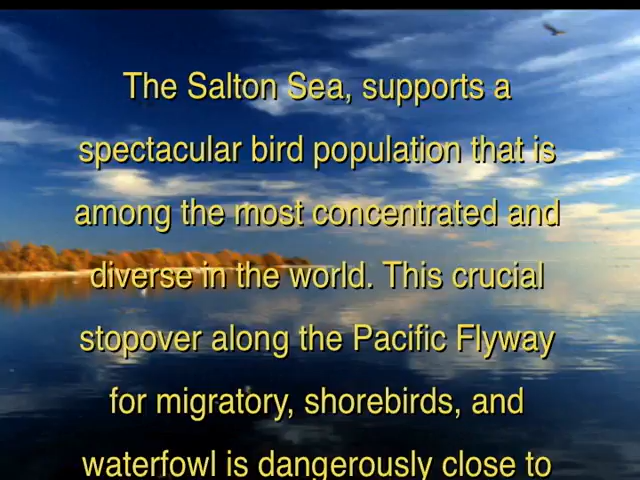 The Salton Sea, supports a
spectacular bird population that is
among the most concentrated and
diverse in the world. This crucial
stopover along the Pacific Flyway
for migratory, shorebirds, and
waterfowl is dangerously close to